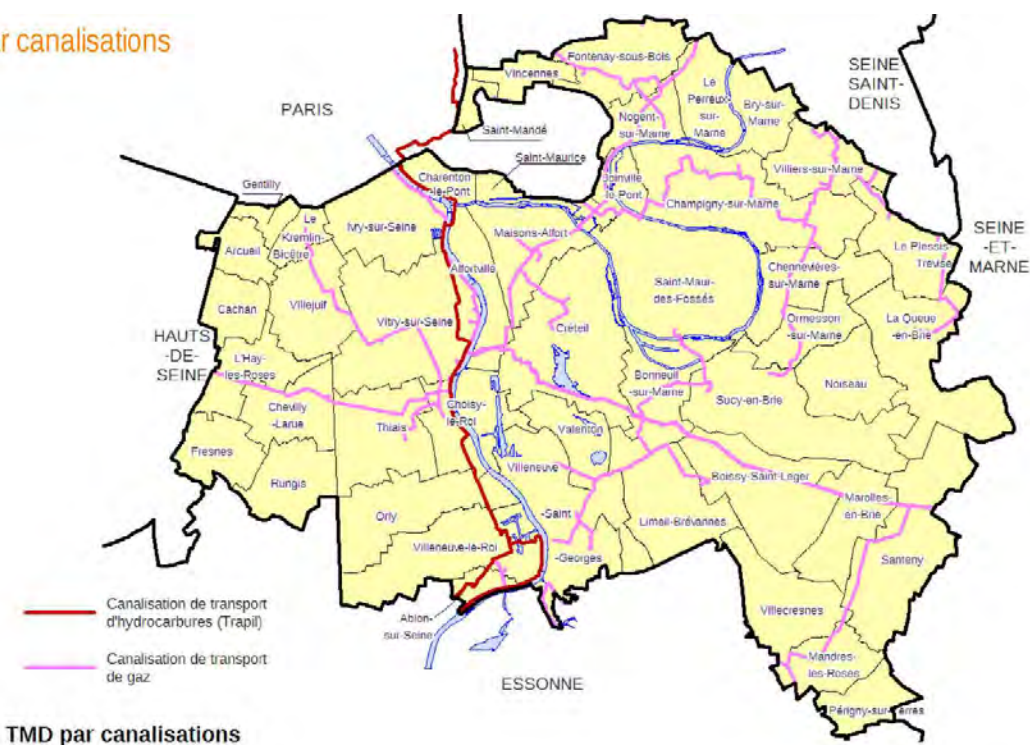 r canalisations
PARIS
SEINE
SAINT-
DENIS
SEINE
-ET-
MARNE
HAUTS
-DE-
SEINE
ESSONNE
Fontenay-sous-Bois
Vincennes
Le
Perreux-
sur-
Marne
Bry-sur-
Marne
Nogent-
sur-Marne
Saint-Mandé
Saint-Maurice
Charenton
-le-Pont
Joinville
-le-Pont
Villiers-sur-Marne
Champigny-sur-Marne
Gentilly
Le
Kremlin-
Bicêtre
Ivry-sur-Seine
Maisons-Alfort
Arcueil
Alfortville
Le Plessis-
Trevise
Chennevières-
sur-Marne
Saint-Maur-
des-Fossés
Cachan
Villejuif
Vitry-sur-Seine
Créteil
Ormesson
-sur-Marne
La Queue
-en-Brie
L'Hay-
les-Roses
Bonneuil
-sur-Marne
Sucy-en-Brie
Noiseau
Chevilly
-Larue
Thiais
Choisy-
le-Roi
Valenton
Fresnes
Rungis
Villeneuve
-Saint
-Georges
Boissy-Saint-Leger
Marolles-
en-Brie
Orly
Limeil-Brévannes
Villeneuve-le-Roi
Santeny
Ablon-
sur-Seine
Villecresnes
Mandres-
les-Roses
Périgny-sur-Yerres
Canalisation de transport
d'hydrocarbures (Trapil)
Canalisation de transport
de gaz
TMD par canalisations